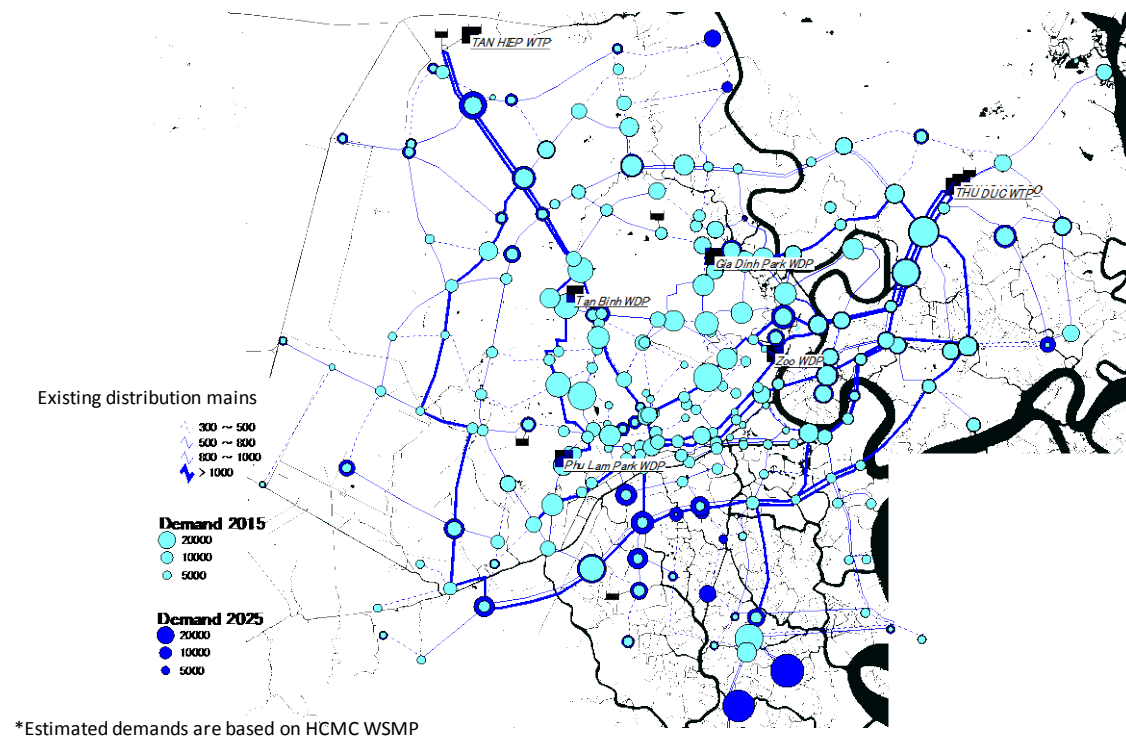 TAN HIEP WTP
THU DUC WTP
Gia Dinh Park WDP
Tan Binh WDP
Zoo WDP
Existing distribution mains
300 ～ 500
500 ～ 800
800 ～ 1000
> 1000
Phu Lam Park WDP
Demand 2015
20000
10000
5000
Demand 2025
20000
10000
5000
*Estimated demands are based on HCMC WSMP